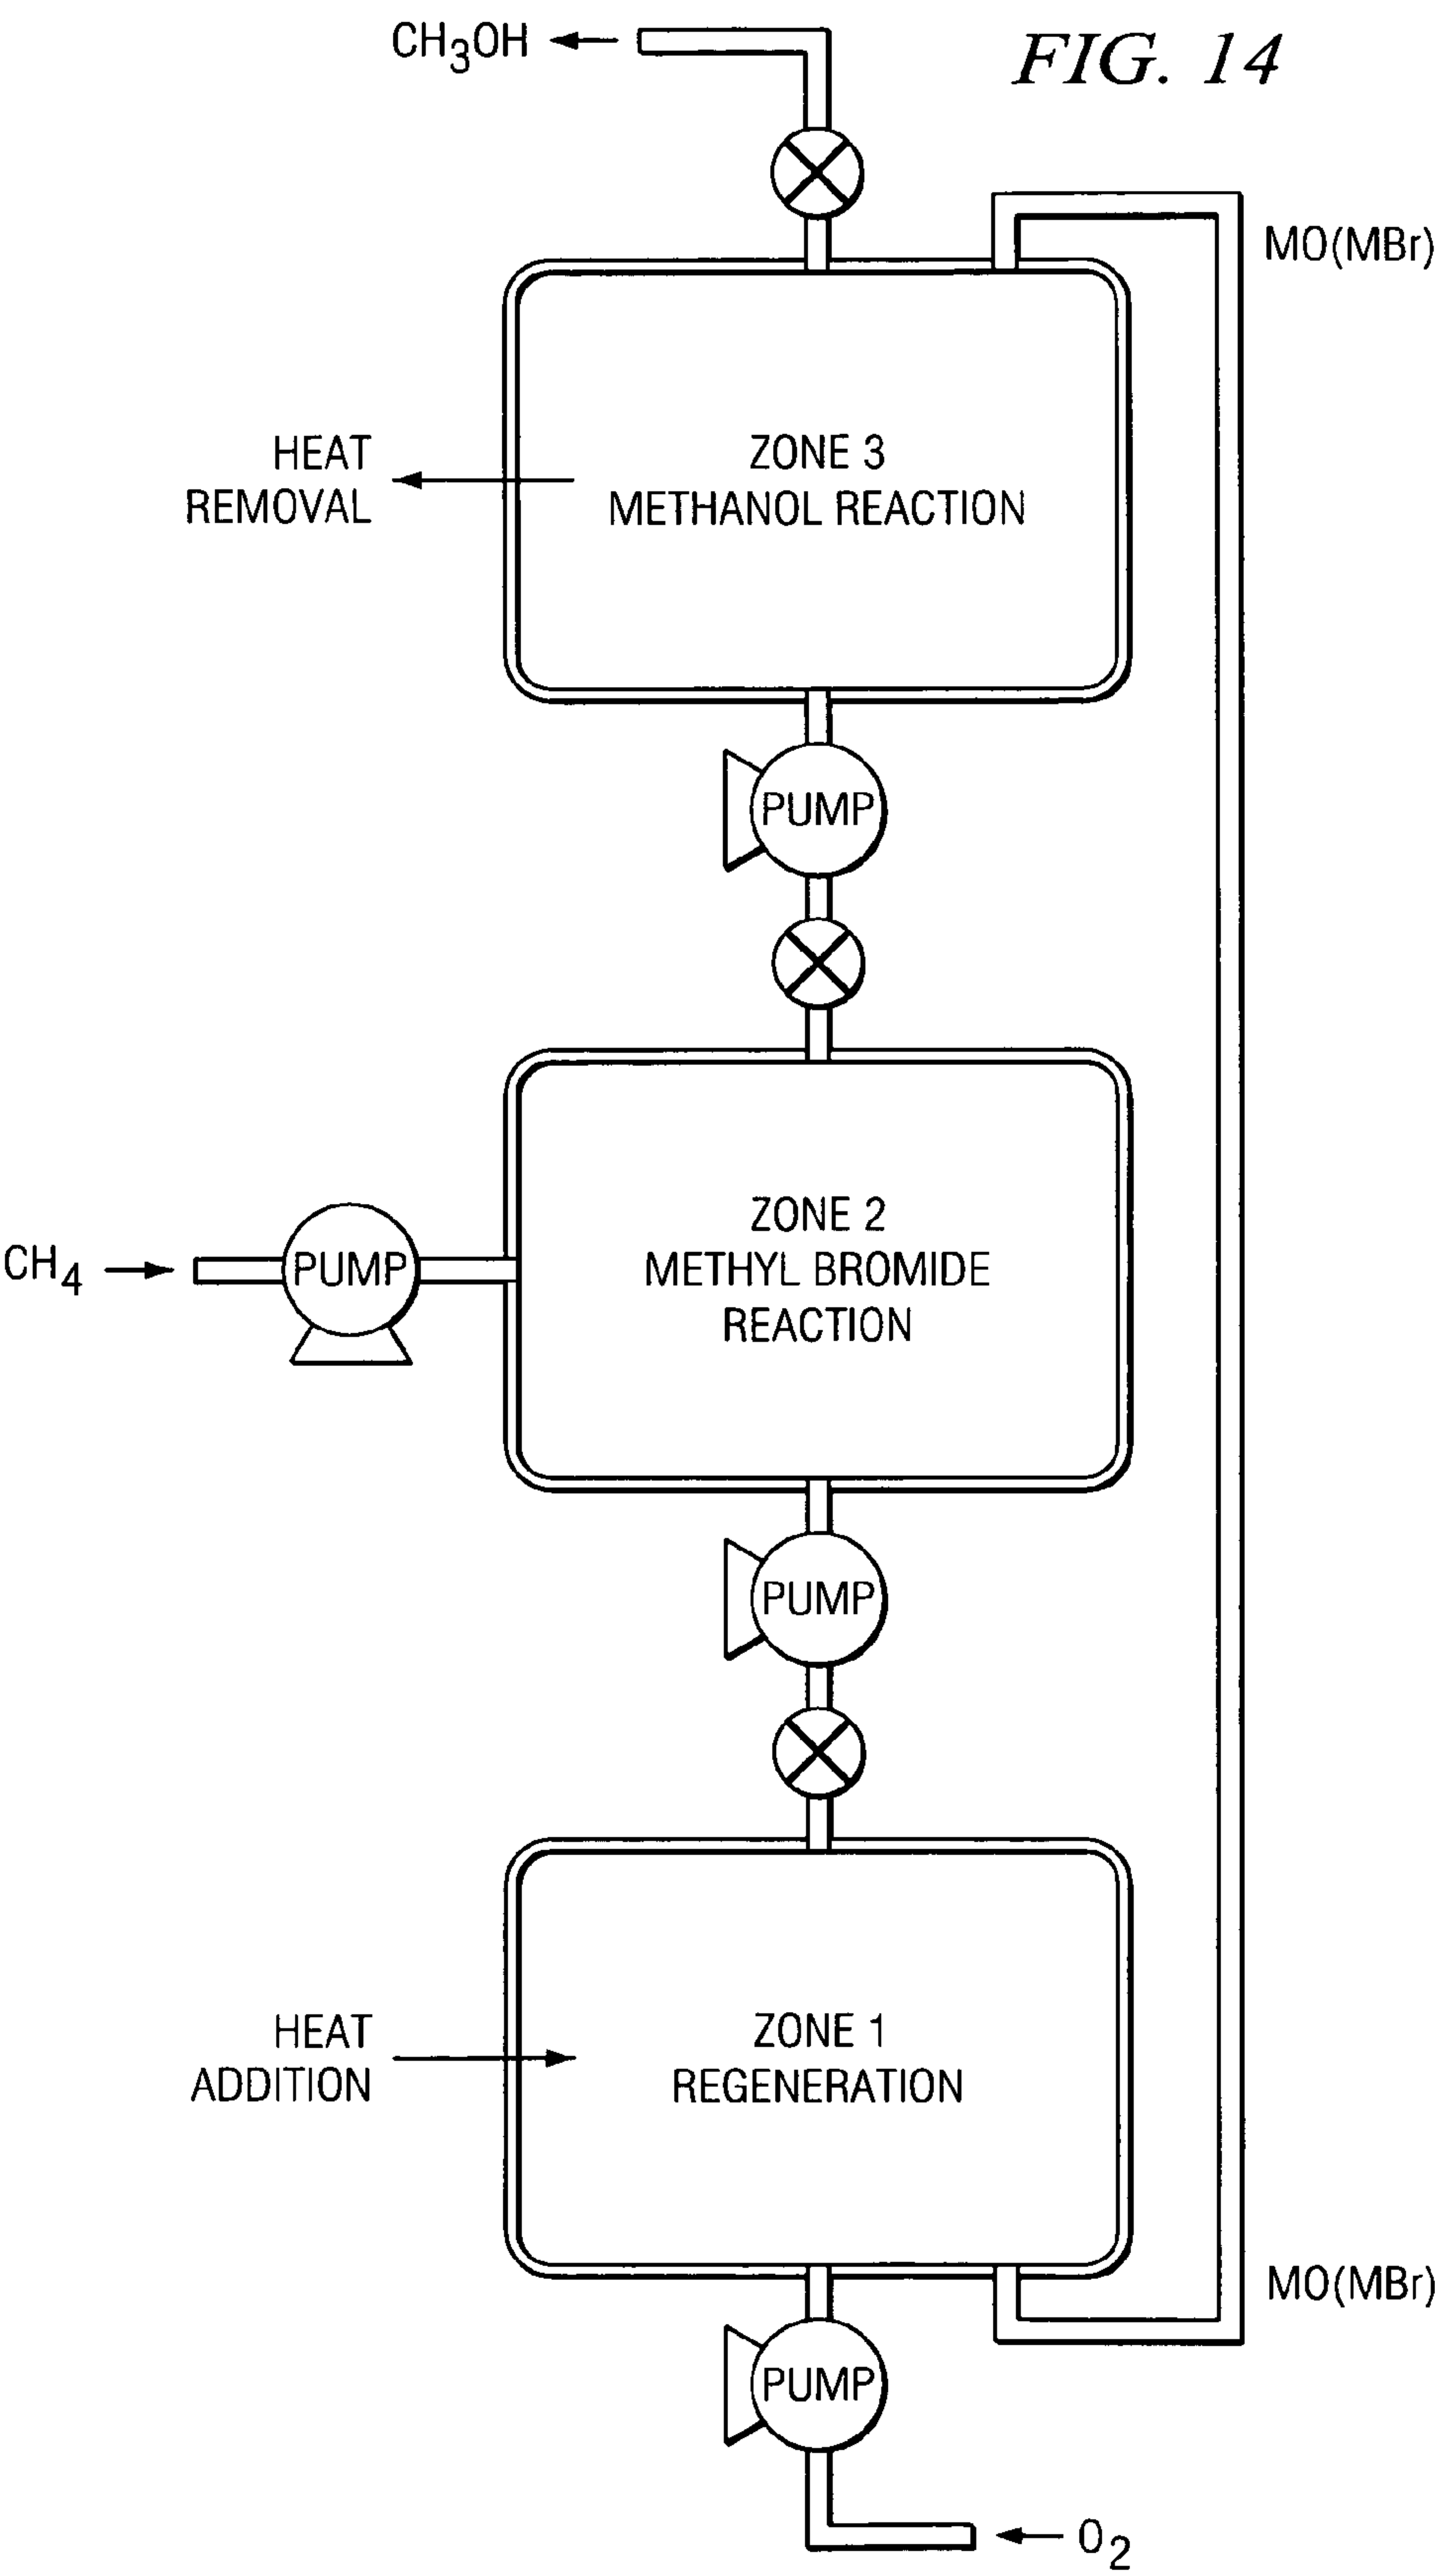 CH3OH
FIG. 14
MO(MBr)
HEAT
REMOVAL
ZONE 3
METHANOL REACTION
PUMP
ZONE 2
METHYL BROMIDE
REACTION
CH4
PUMP
PUMP
HEAT
ADDITION
ZONE 1
REGENERATION
MO(MBr)
PUMP
O2